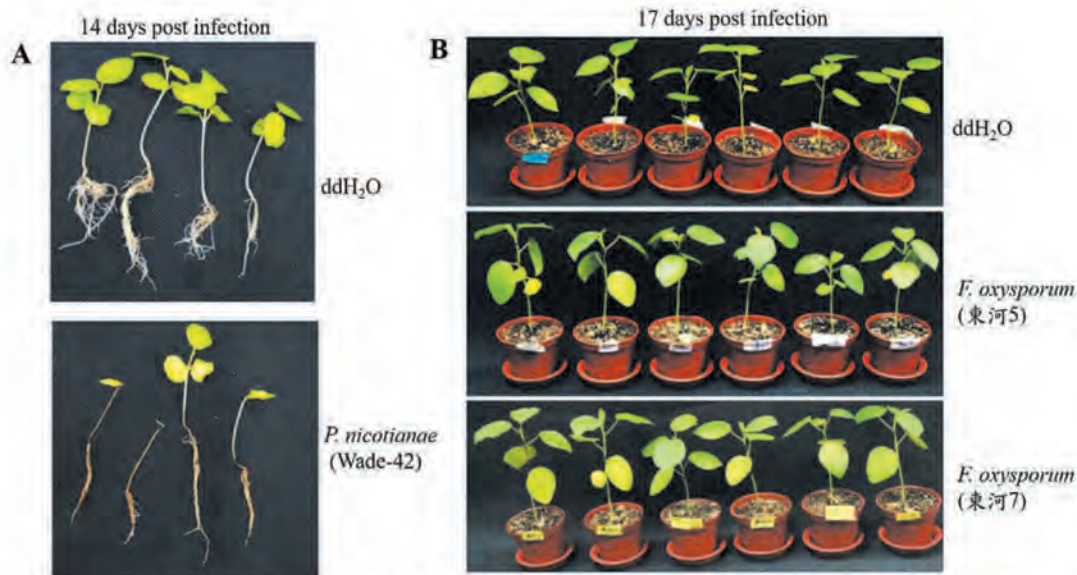 14 days post infection
17 days post infection
A
B
ddH₂O
ddH₂O
F. oxysporum
(東河5)
P. nicotianae
(Wade-42)
F. oxysporum
(東河7)